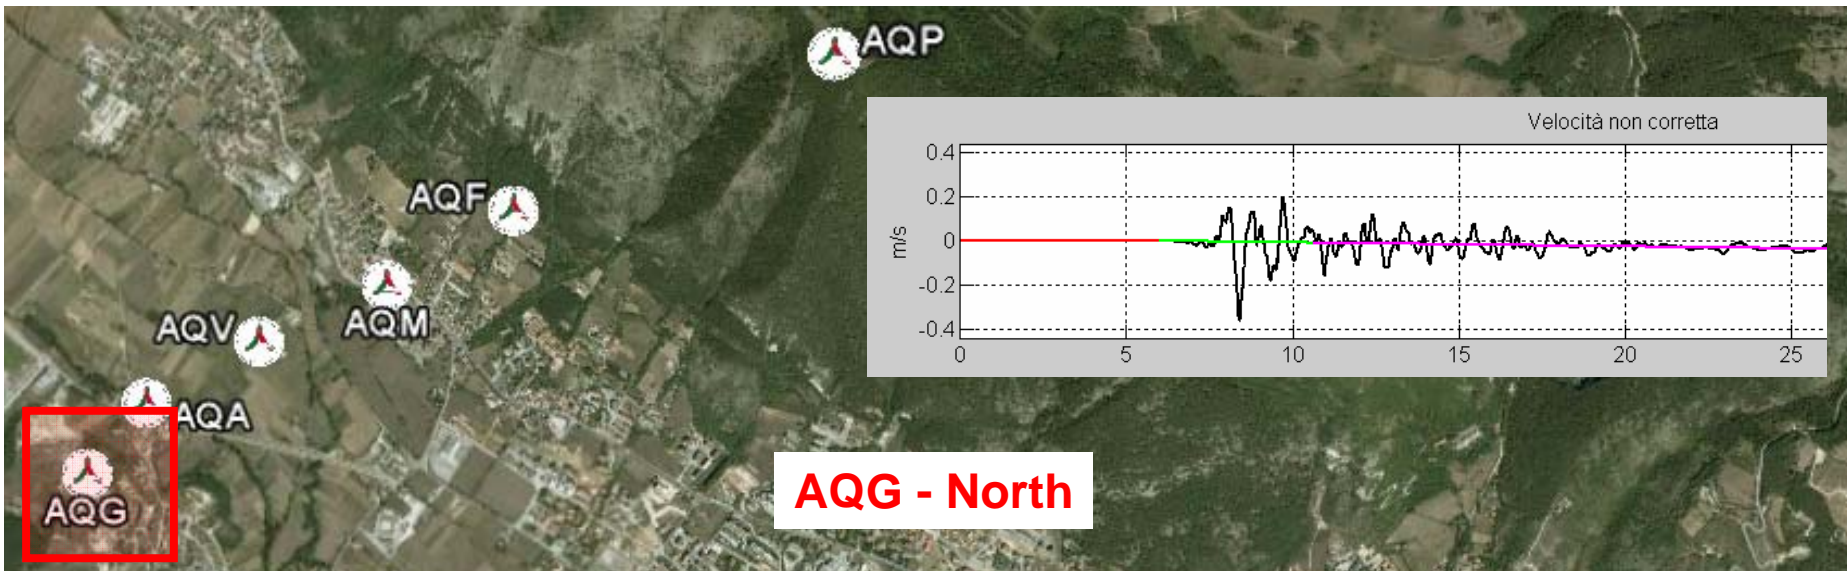 AQP
Velocità non corretta
0.4
0.2
0
-0.2
-0.4
m/s
0
5
10
15
20
25
AQF
AQM
AQV
AQA
AQG
AQG - North